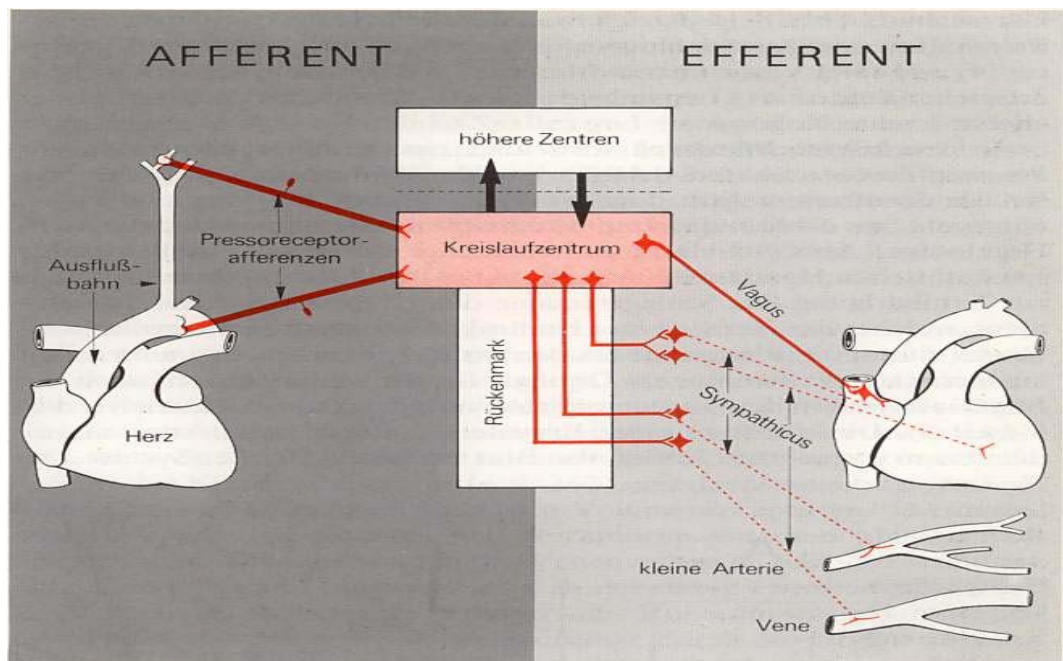 AFFERENT
EFFERENT
höhere Zentren
Pressoreceptor-
afferenzen
Ausfluß-
bahn
Kreislaufzentrum
Vagus
Rückenmark
Sympathicus
Herz
kleine Arterie
Vene